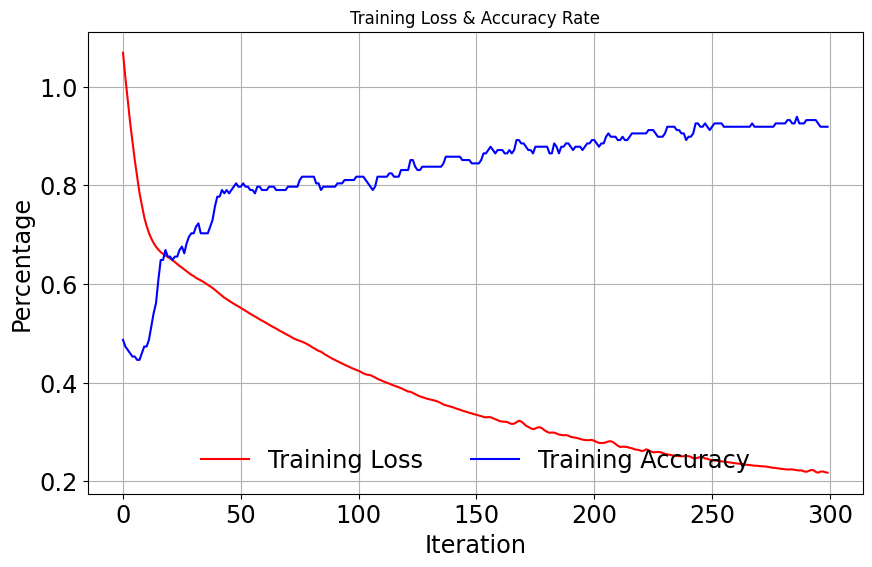 Training Loss & Accuracy Rate
1.0
0.8
0.6
0.4
0.2
Percentage
Training Loss
Training Accuracy
0 50 100 150 200 250 300
Iteration